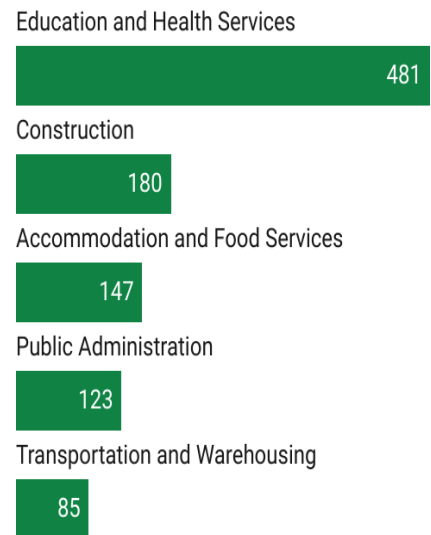 Education and Health Services
481
Construction
180
Accommodation and Food Services
147
Public Administration
123
Transportation and Warehousing
85